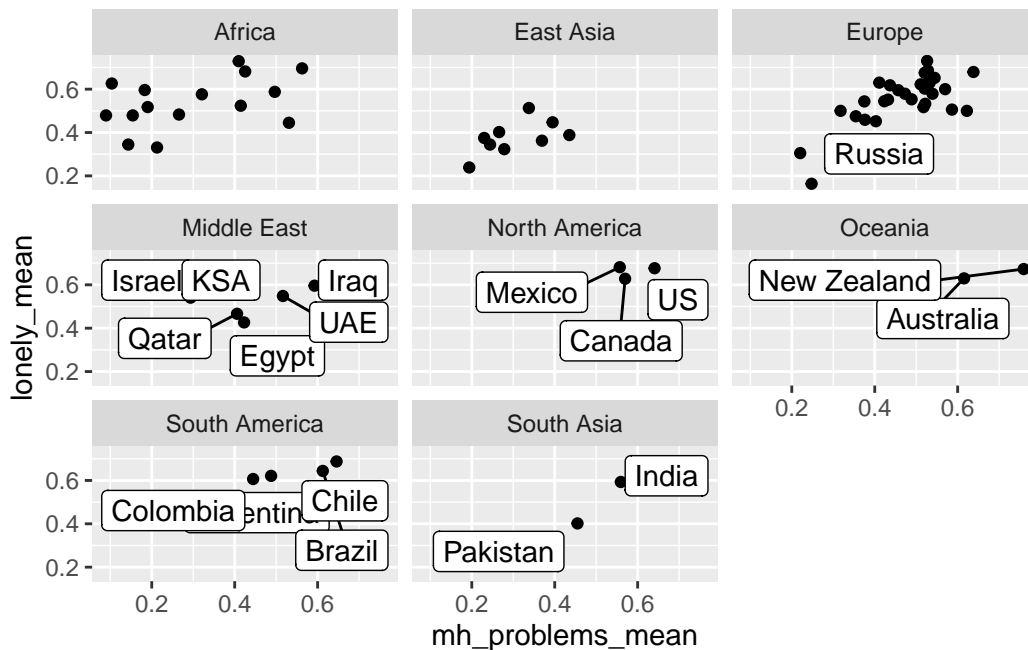 Africa
East Asia
Europe
0.6
0.4
0.2
Russia
Middle East
North America
Oceania
0.6
0.4
0.2
Israel
KSA
Iraq
Qatar
UAE
Egypt
Mexico
US
Canada
New Zealand
Australia
0.2
0.4
0.6
South America
South Asia
0.6
0.4
0.2
Colombia
Chile
Brazil
India
Pakistan
0.2
0.4
0.6
0.2
0.4
0.6
lonely_mean
mh_problems_mean